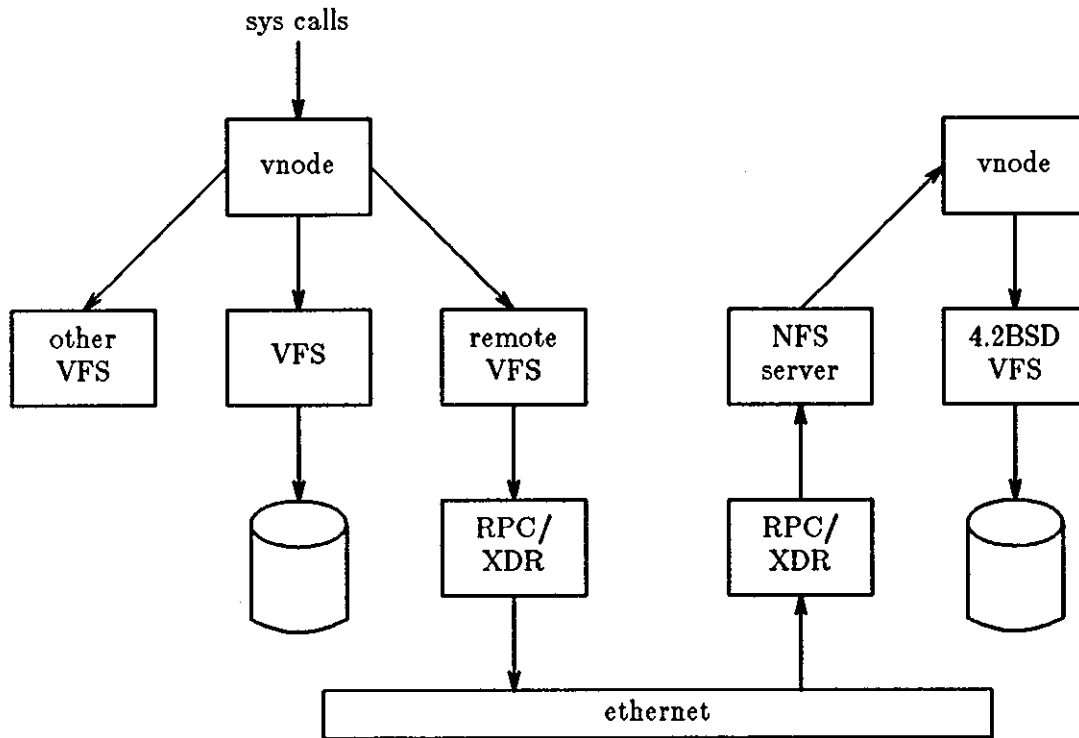 sys calls
vnode
vnode
other
VFS
VFS
remote
VFS
NFS
server
4.2BSD
VFS
RPC/
XDR
RPC/
XDR
ethernet